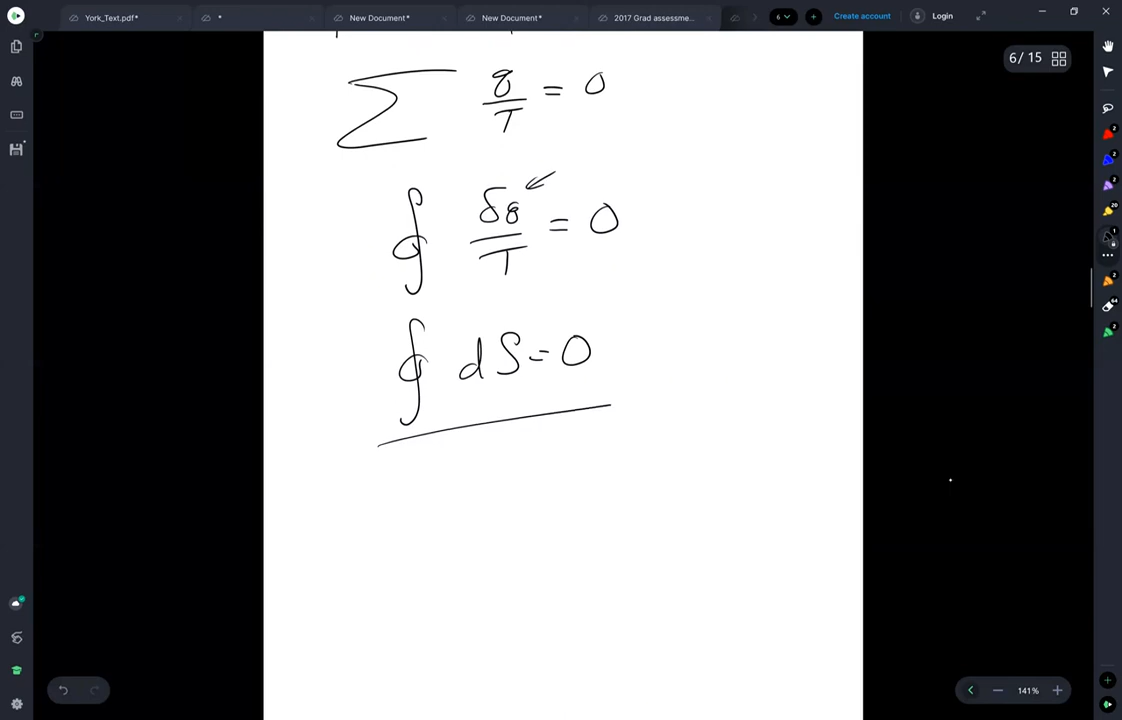 York_Text.pdf* * New Document* New Document* 2017 Grad assessme... 6 Create account Login
6/ 15
∑ q/T = 0
∮ δq/T = 0
∮ dS = 0
141%